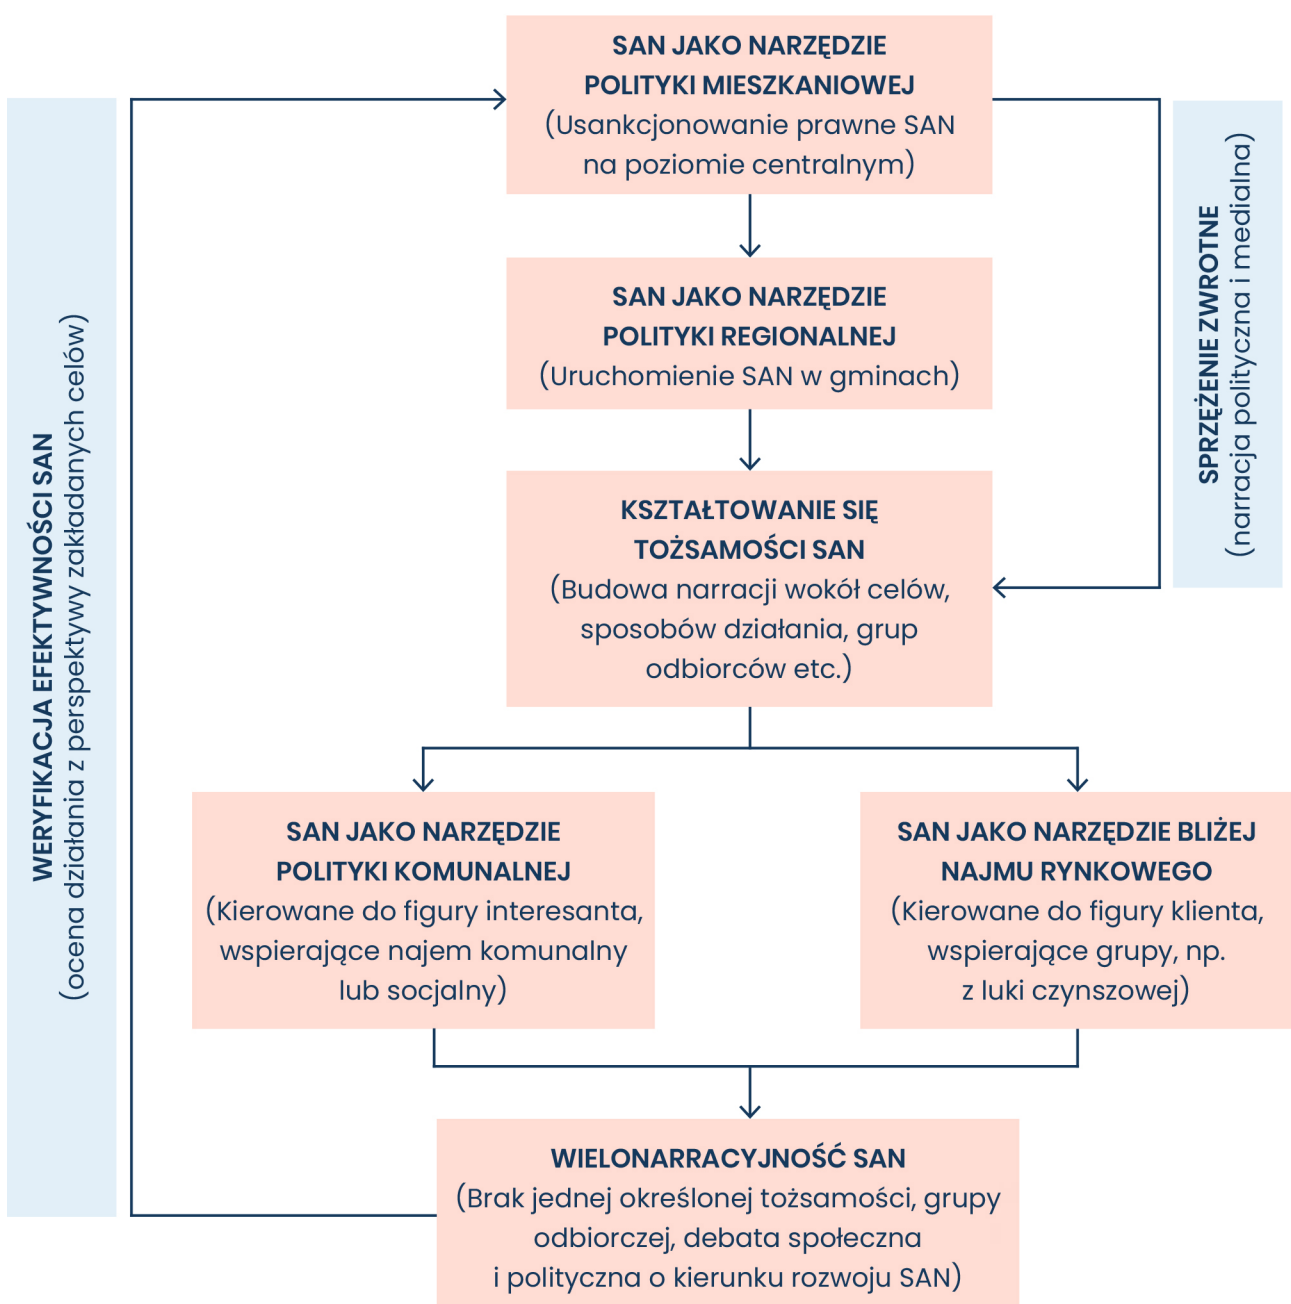 SAN JAKO NARZĘDZIE
POLITYKI MIESZKANIOWEJ
(Usankcjonowanie prawne SAN
na poziomie centralnym)
SAN JAKO NARZĘDZIE
POLITYKI REGIONALNEJ
(Uruchomienie SAN w gminach)
KSZTAŁTOWANIE SIĘ
TOŻSAMOŚCI SAN
(Budowa narracji wokół celów,
sposobów działania, grup
odbiorców etc.)
SAN JAKO NARZĘDZIE
POLITYKI KOMUNALNEJ
(Kierowane do figury interesanta,
wspierające najem komunalny
lub socjalny)
SAN JAKO NARZĘDZIE BLIŻEJ
NAJMU RYNKOWEGO
(Kierowane do figury klienta,
wspierające grupy, np.
z luki czynszowej)
WIELONARRACYJNOŚĆ SAN
(Brak jednej określonej tożsamości, grupy
odbiorczej, debata społeczna
i polityczna o kierunku rozwoju SAN)
WERYFIKACJA EFEKTYWNOŚCI SAN
(ocena działania z perspektywy zakładanych celów)
SPRZĘŻENIE ZWROTNE
(narracja polityczna i medialna)